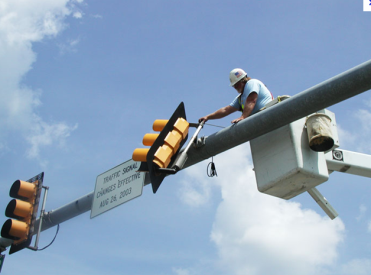 TRAFFIC SIGNAL
CHANGES EFFECTIVE
AUG 26 2003